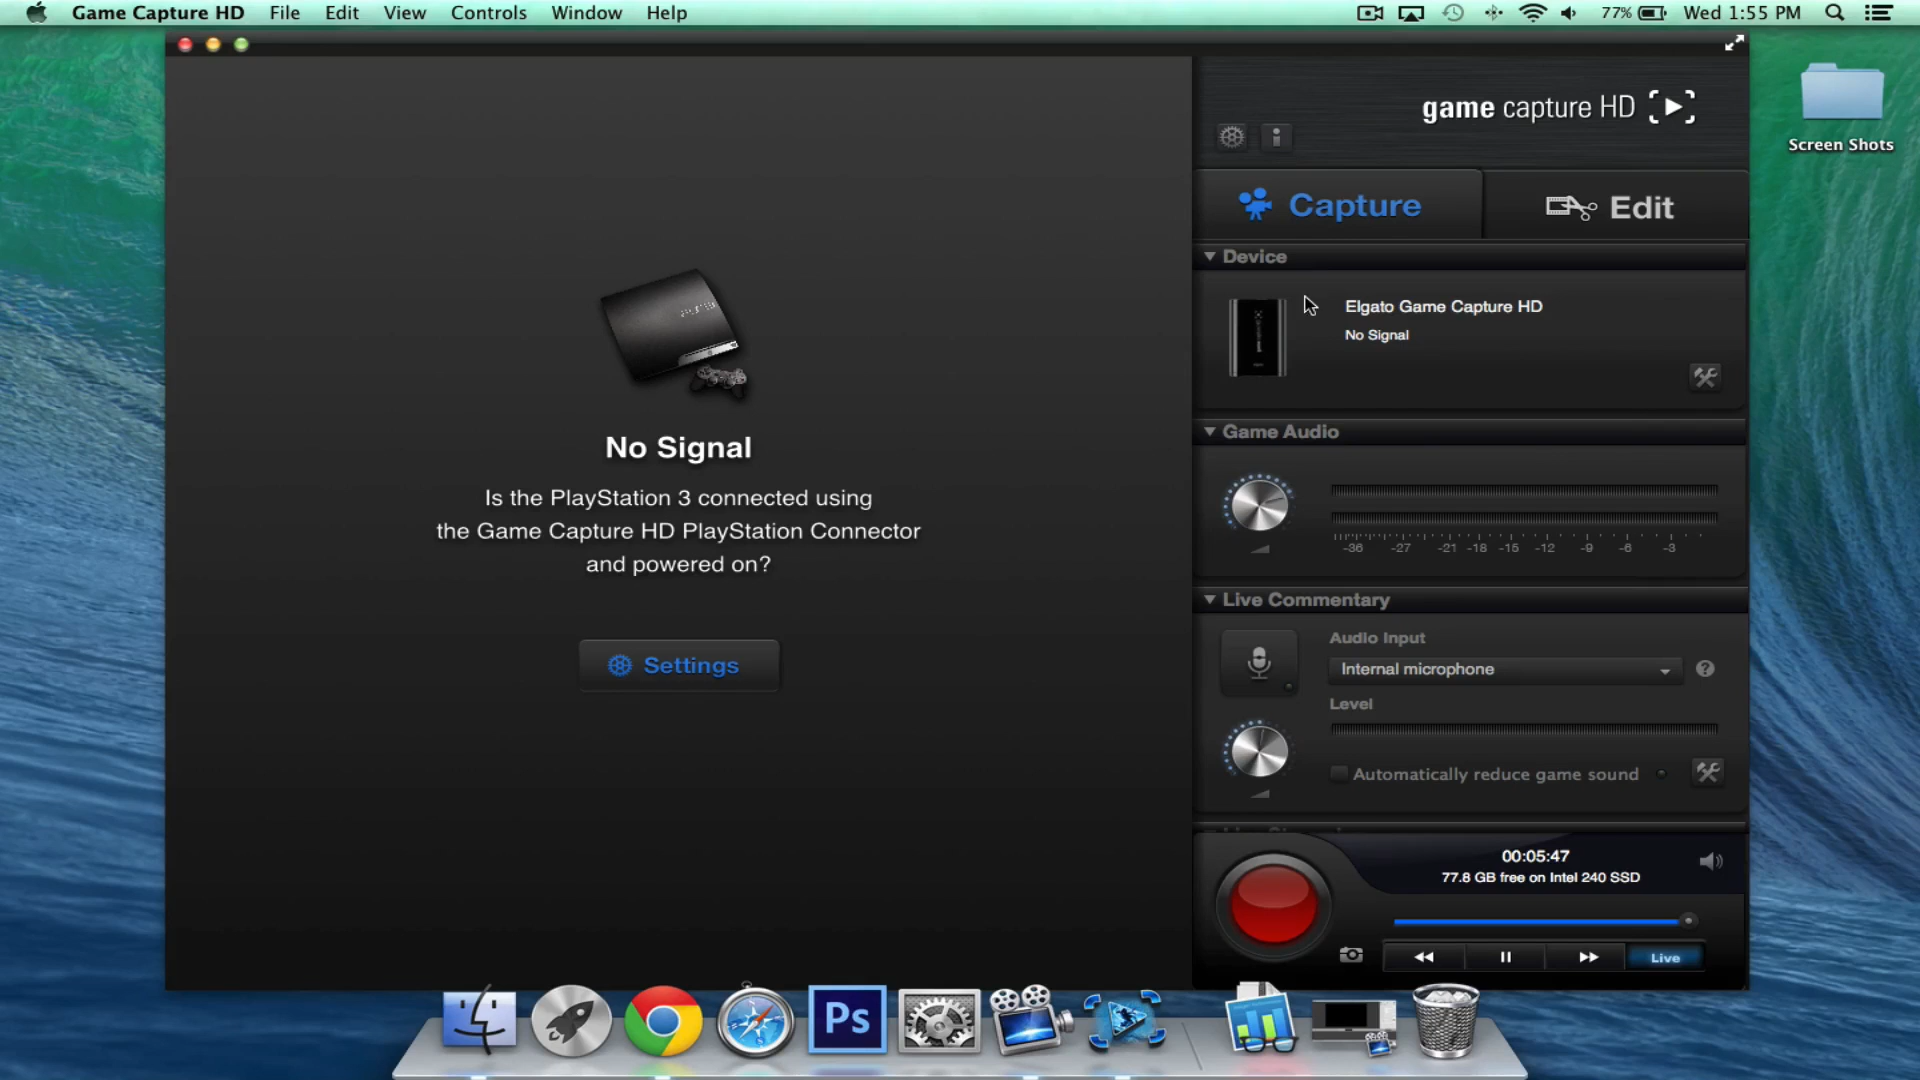 Game Capture HD File Edit View Controls Window Help 77% Wed 1:55 PM
game capture HD
Screen Shots
Capture
Edit
Device
Elgato Game Capture HD
No Signal
PS3
No Signal
Is the PlayStation 3 connected using
the Game Capture HD PlayStation Connector
and powered on?
Settings
Game Audio
-36 -27 -21 -18 -15 -12 -9 -6 -3
Live Commentary
Audio Input
Internal microphone
Level
Automatically reduce game sound
00:05:47
77.8 GB free on Intel 240 SSD
Live
Ps